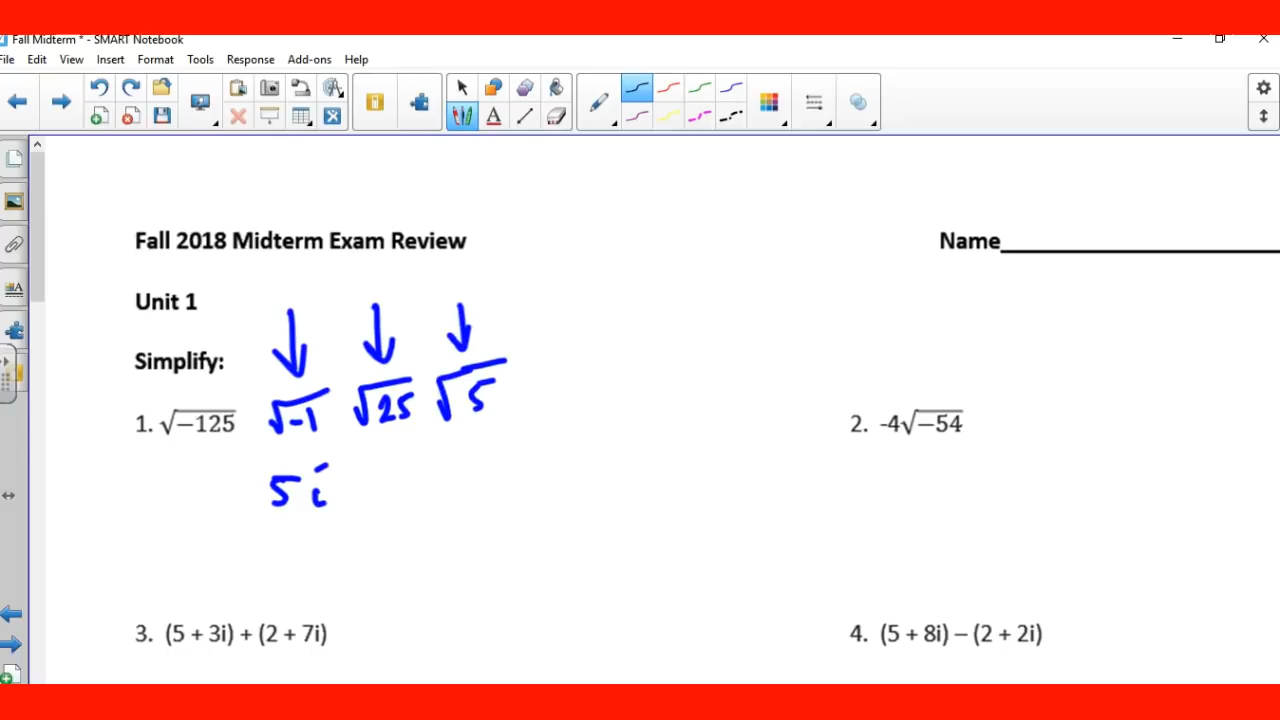 Fall Midterm * - SMART Notebook
File Edit View Insert Format Tools Response Add-ons Help
Fall 2018 Midterm Exam Review
Name____________________
Unit 1
Simplify:
1. √−125
√-1 √25 √5
5 i
2. -4√−54
3. (5 + 3i) + (2 + 7i)
4. (5 + 8i) – (2 + 2i)